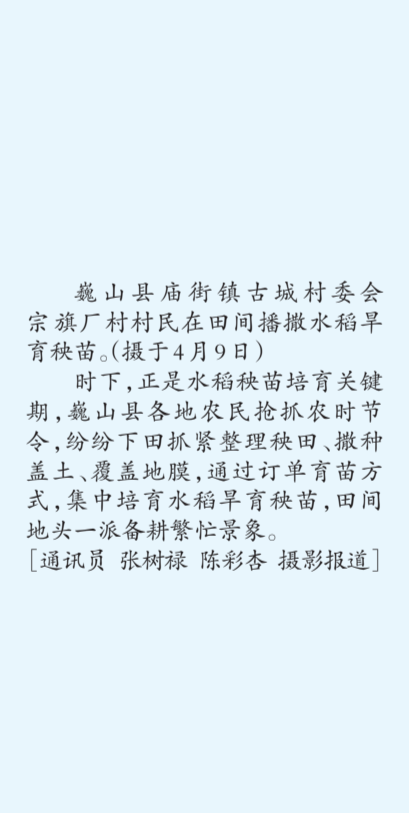 巍山县庙街镇古城村委会
宗旗厂村村民在田间播撒水稻旱
育秧苗。(摄于4月9日)
时下,正是水稻秧苗培育关键
期,巍山县各地农民抢抓农时节
令,纷纷下田抓紧整理秧田、撒种
盖土、覆盖地膜,通过订单育苗方
式,集中培育水稻旱育秧苗,田间
地头一派备耕繁忙景象。
[通讯员 张树禄 陈彩杏 摄影报道]